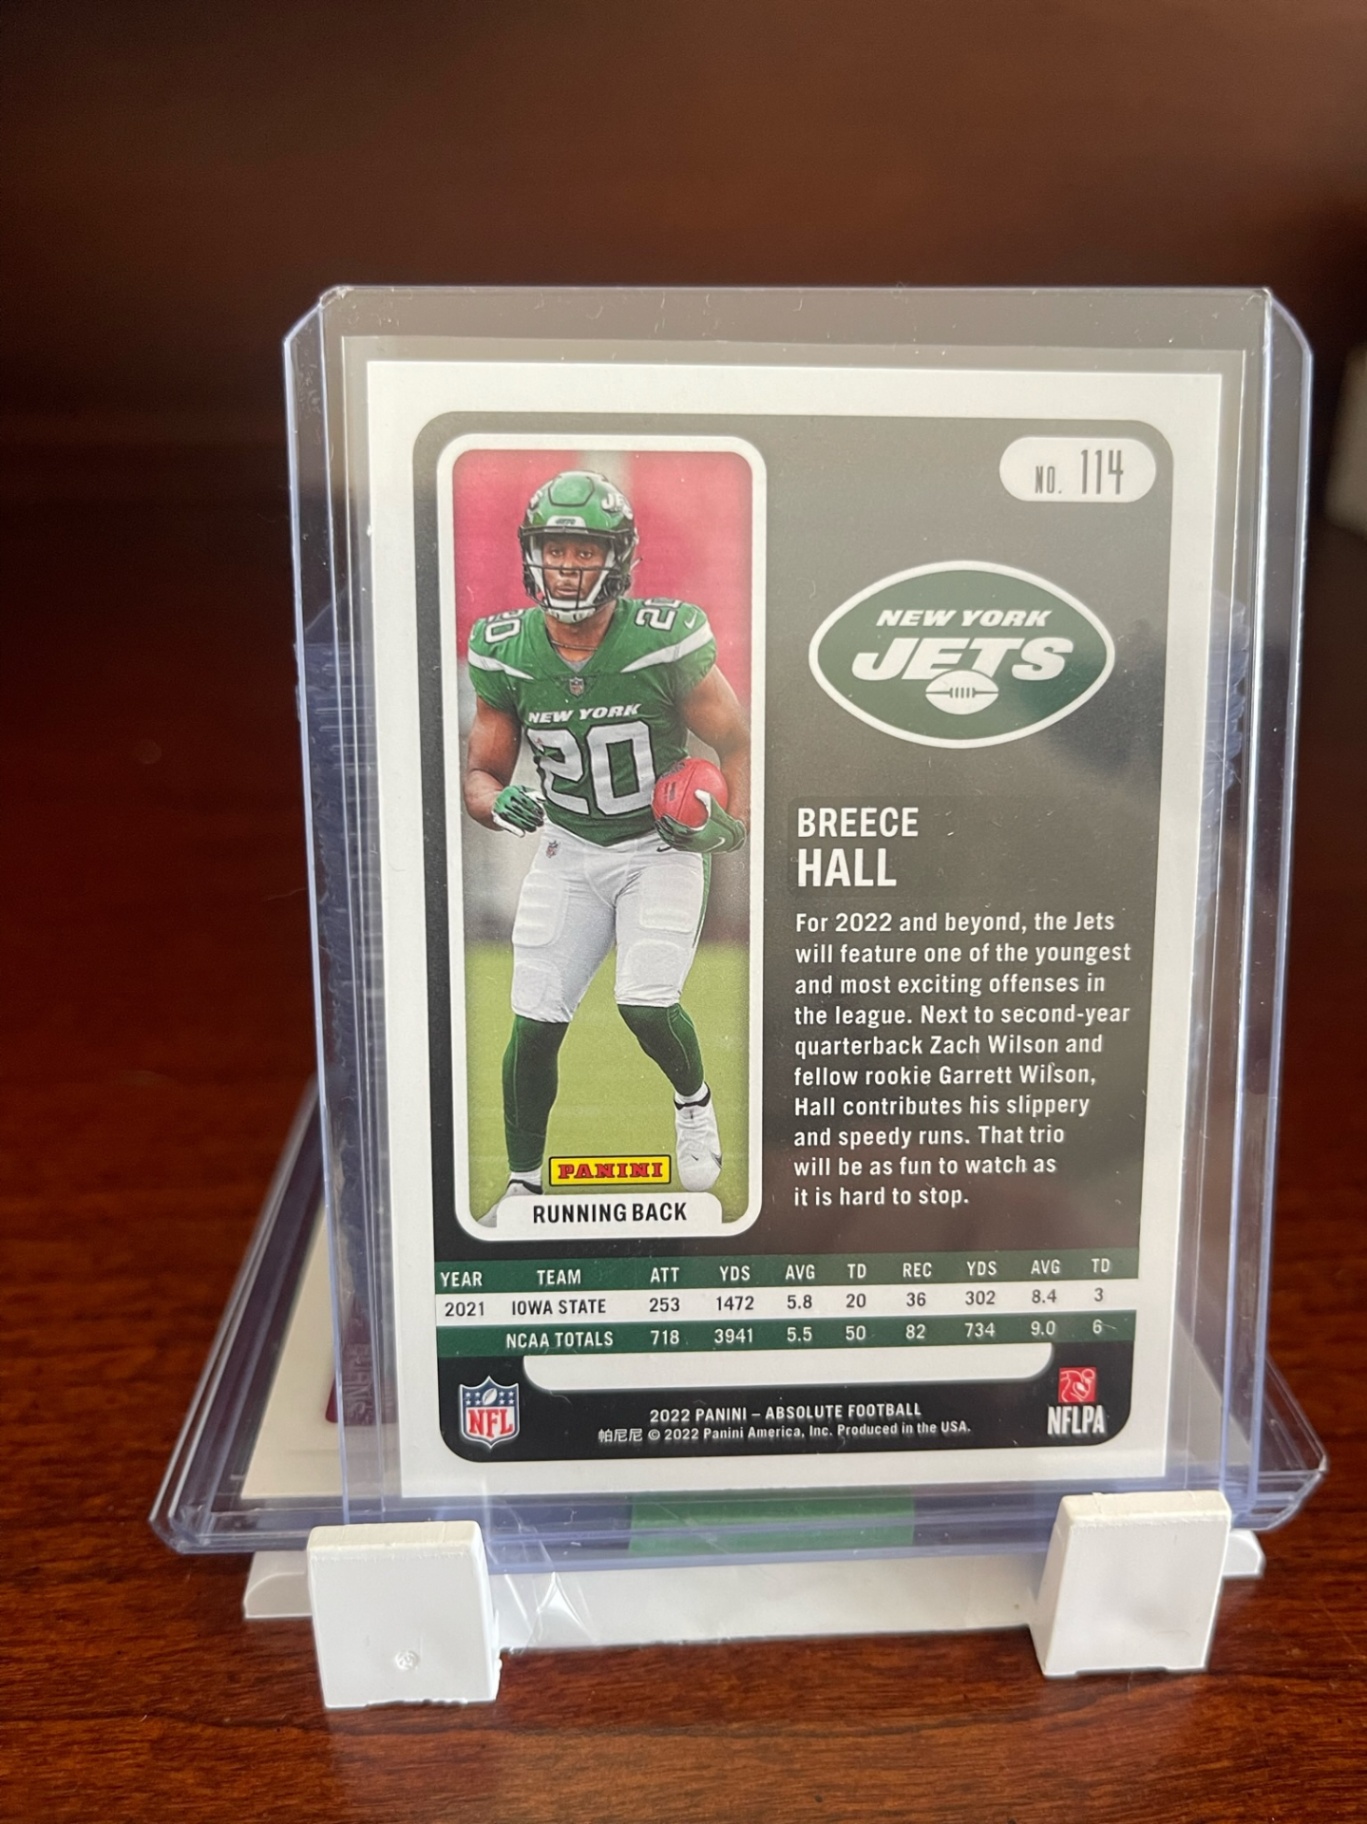 NO. 114
JE
20
20
NEW YORK
20
NEW YORK
JETS
BREECE
HALL
For 2022 and beyond, the Jets
will feature one of the youngest
and most exciting offenses in
the league. Next to second-year
quarterback Zach Wilson and
fellow rookie Garrett Wilson,
Hall contributes his slippery
and speedy runs. That trio
will be as fun to watch as
it is hard to stop.
PANINI
RUNNING BACK
YEAR TEAM ATT YDS AVG TD REC YDS AVG TD
2021 IOWA STATE 253 1472 5.8 20 36 302 8.4 3
NCAA TOTALS 718 3941 5.5 50 82 734 9.0 6
NFL
2022 PANINI – ABSOLUTE FOOTBALL
帕尼尼 © 2022 Panini America, Inc. Produced in the USA.
NFLPA